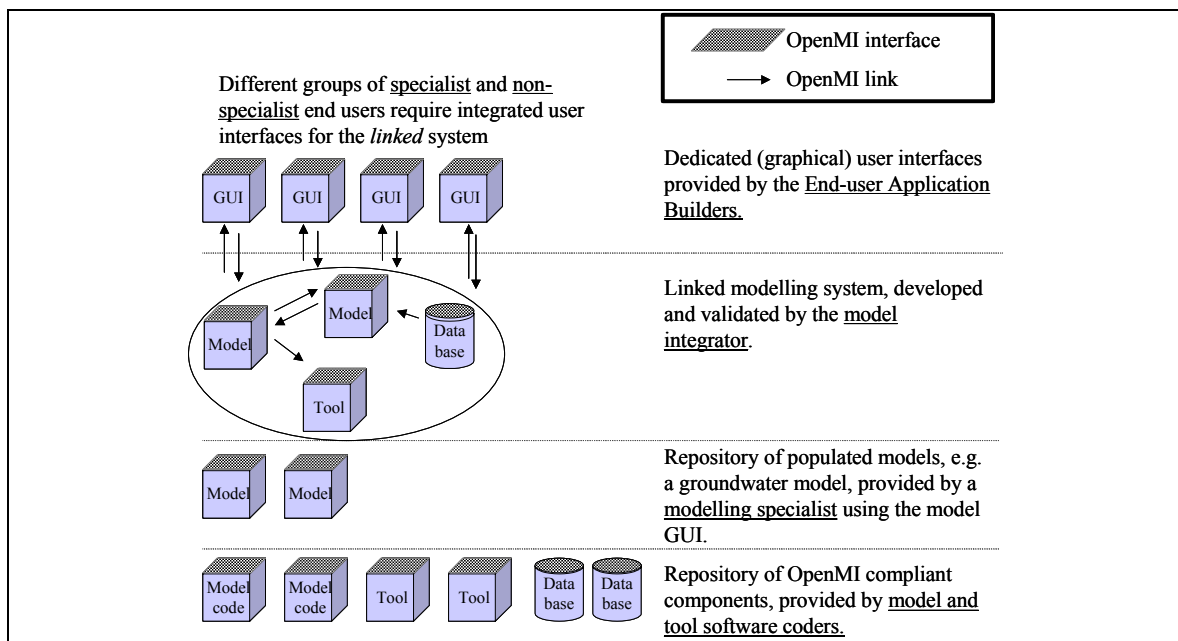 OpenMI interface
OpenMI link
Different groups of specialist and non-
specialist end users require integrated user
interfaces for the linked system
GUI
GUI
GUI
GUI
Dedicated (graphical) user interfaces
provided by the End-user Application
Builders.
Model
Model
Data
base
Tool
Linked modelling system, developed
and validated by the model
integrator.
Model
Model
Repository of populated models, e.g.
a groundwater model, provided by a
modelling specialist using the model
GUI.
Model
code
Model
code
Tool
Tool
Data
base
Data
base
Repository of OpenMI compliant
components, provided by model and
tool software coders.